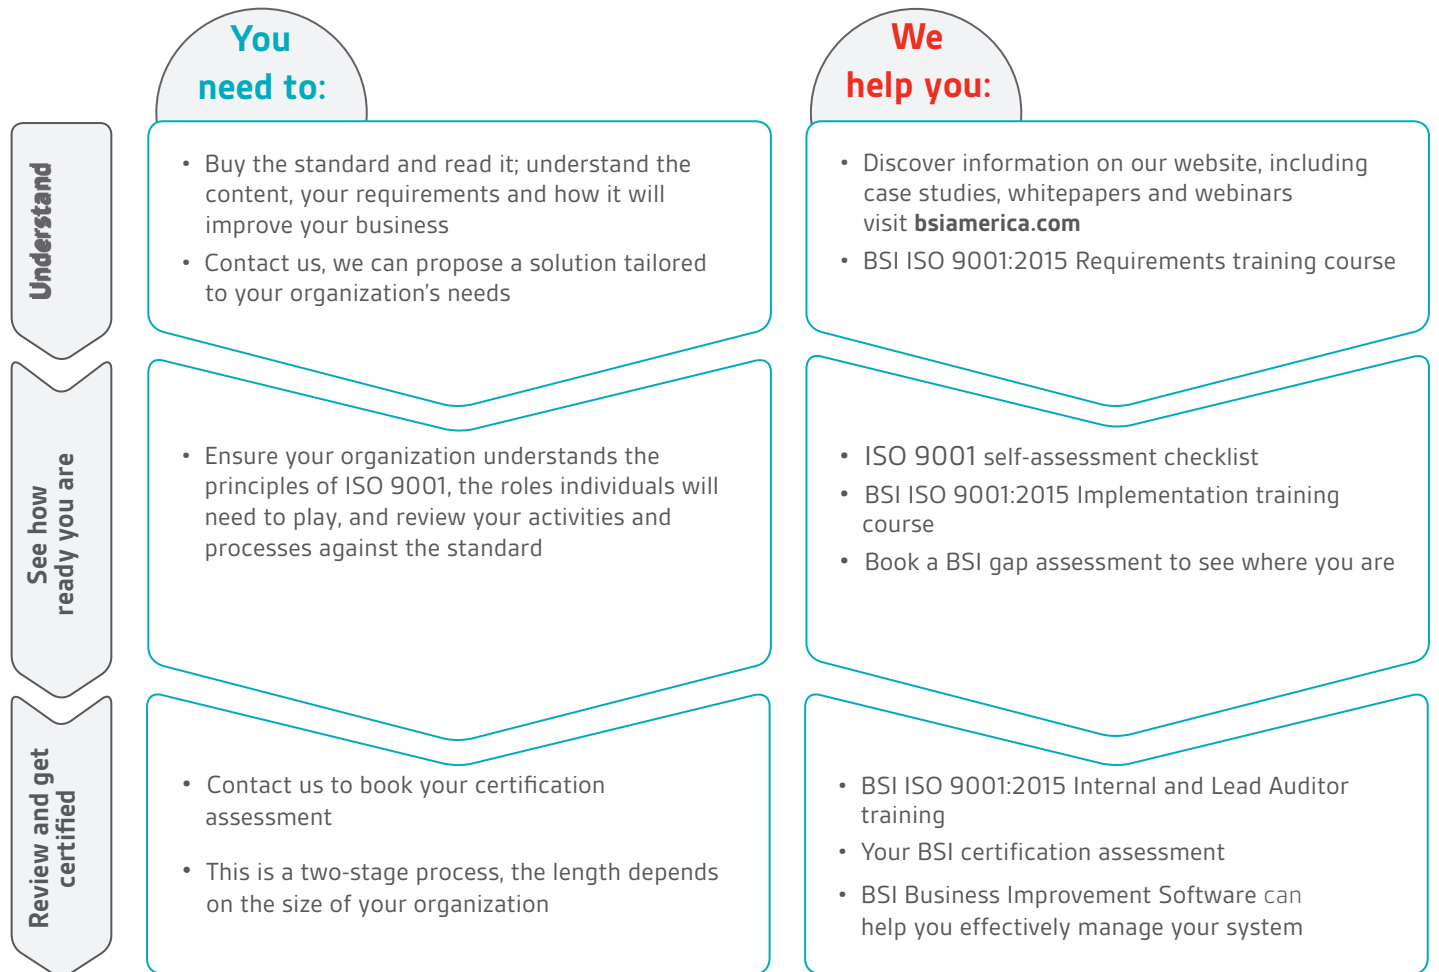 You
need to:
We
help you:
Understand
• Buy the standard and read it; understand the
content, your requirements and how it will
improve your business
• Contact us, we can propose a solution tailored
to your organization's needs
• Discover information on our website, including
case studies, whitepapers and webinars
visit bsiamerica.com
• BSI ISO 9001:2015 Requirements training course
See how
ready you are
• Ensure your organization understands the
principles of ISO 9001, the roles individuals will
need to play, and review your activities and
processes against the standard
• ISO 9001 self-assessment checklist
• BSI ISO 9001:2015 Implementation training
course
• Book a BSI gap assessment to see where you are
Review and get
certified
• Contact us to book your certification
assessment
• This is a two-stage process, the length depends
on the size of your organization
• BSI ISO 9001:2015 Internal and Lead Auditor
training
• Your BSI certification assessment
• BSI Business Improvement Software can
help you effectively manage your system